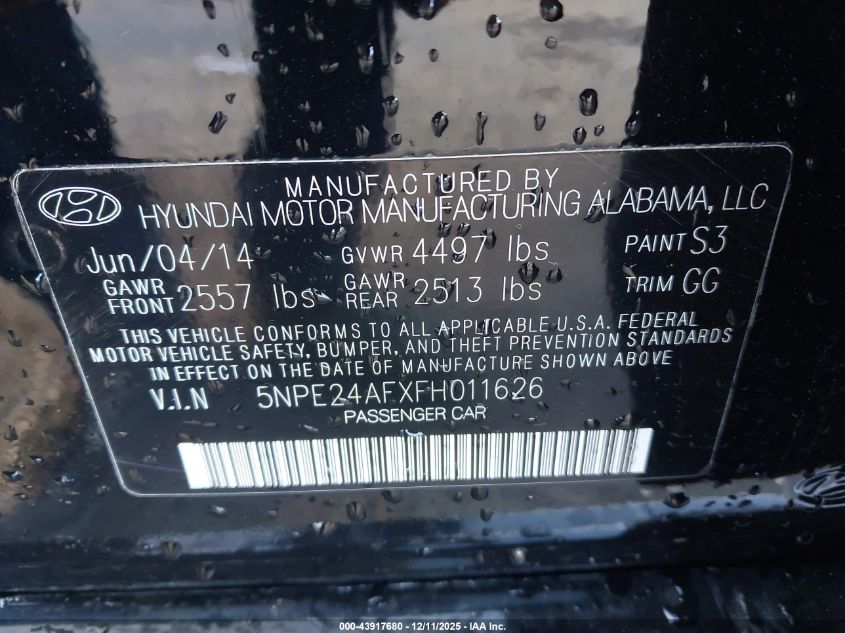 MANUFACTURED BY
HYUNDAI MOTOR MANUFACTURING ALABAMA, LLC
Jun/04/14 GVWR 4497 lbs PAINT S3
GAWR FRONT 2557 lbs GAWR REAR 2513 lbs TRIM GG
THIS VEHICLE CONFORMS TO ALL APPLICABLE U.S.A. FEDERAL
MOTOR VEHICLE SAFETY, BUMPER, AND THEFT PREVENTION STANDARDS
IN EFFECT ON THE DATE OF MANUFACTURE SHOWN ABOVE.
V.I.N 5NPE24AFXFH011626
PASSENGER CAR
000-43917680 - 12/11/2025 - IAA Inc.